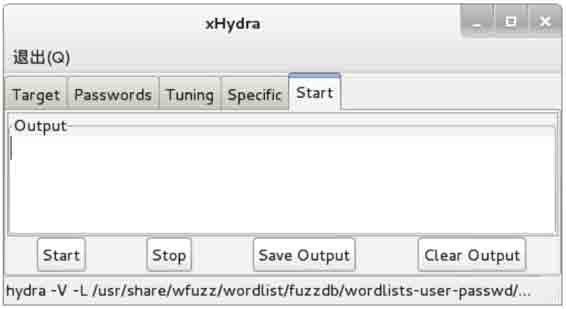 xHydra
退出(Q)
Target Passwords Tuning Specific Start
Output
Start Stop Save Output Clear Output
hydra -V -L /usr/share/wfuzz/wordlist/fuzzdb/wordlists-user-passwd/...